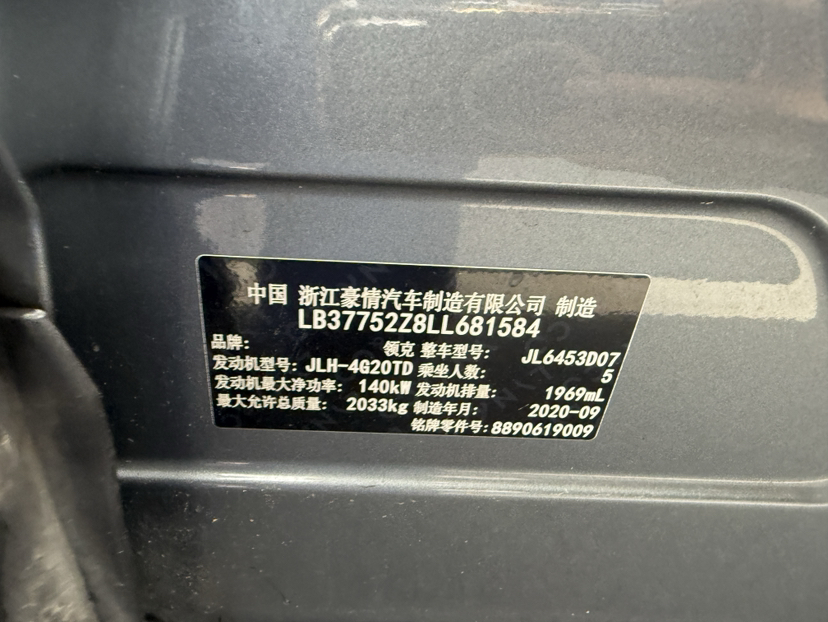 中国 浙江豪情汽车制造有限公司 制造
LB37752Z8LL681584
品牌: 领克 整车型号: JL6453D07
发动机型号: JLH-4G20TD 乘坐人数: 5
发动机最大净功率: 140kW 发动机排量: 1969mL
最大允许总质量: 2033kg 制造年月: 2020-09
铭牌零件号:8890619009